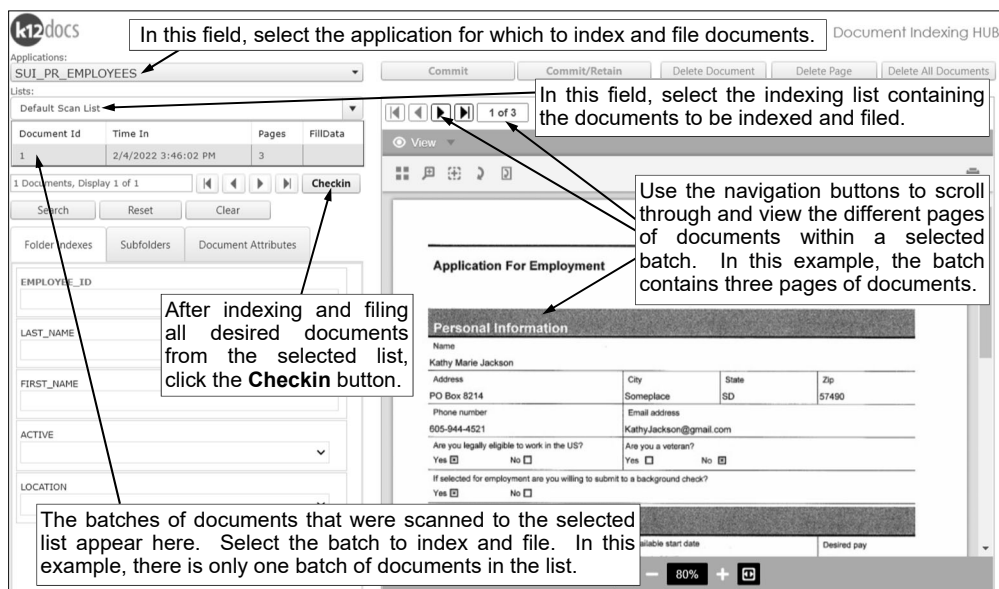 k12docs
In this field, select the application for which to index and file documents.
Document Indexing HUB
Applications:
SUI_PR_EMPLOYEES
Commit
Commit/Retain
Delete Document
Delete Page
Delete All Documents
Lists:
Default Scan List
In this field, select the indexing list containing
the documents to be indexed and filed.
1 of 3
Document Id Time In Pages FillData
1 2/4/2022 3:46:02 PM 3
View
1 Documents, Display 1 of 1
Checkin
Search
Reset
Clear
Use the navigation buttons to scroll
through and view the different pages
of documents within a selected
batch. In this example, the batch
contains three pages of documents.
Folder Indexes
Subfolders
Document Attributes
EMPLOYEE_ID
LAST_NAME
FIRST_NAME
ACTIVE
LOCATION
After indexing and filing
all desired documents
from the selected list,
click the Checkin button.
Application For Employment
Personal Information
Name
Kathy Marie Jackson
Address City State Zip
PO Box 8214 Someplace SD 57490
Phone number Email address
605-944-4521 KathyJackson@gmail.com
Are you legally eligible to work in the US? Are you a veteran?
Yes No Yes No
If selected for employment are you willing to submit to a background check?
Yes No
start date Desired pay
The batches of documents that were scanned to the selected
list appear here. Select the batch to index and file. In this
example, there is only one batch of documents in the list.
80%